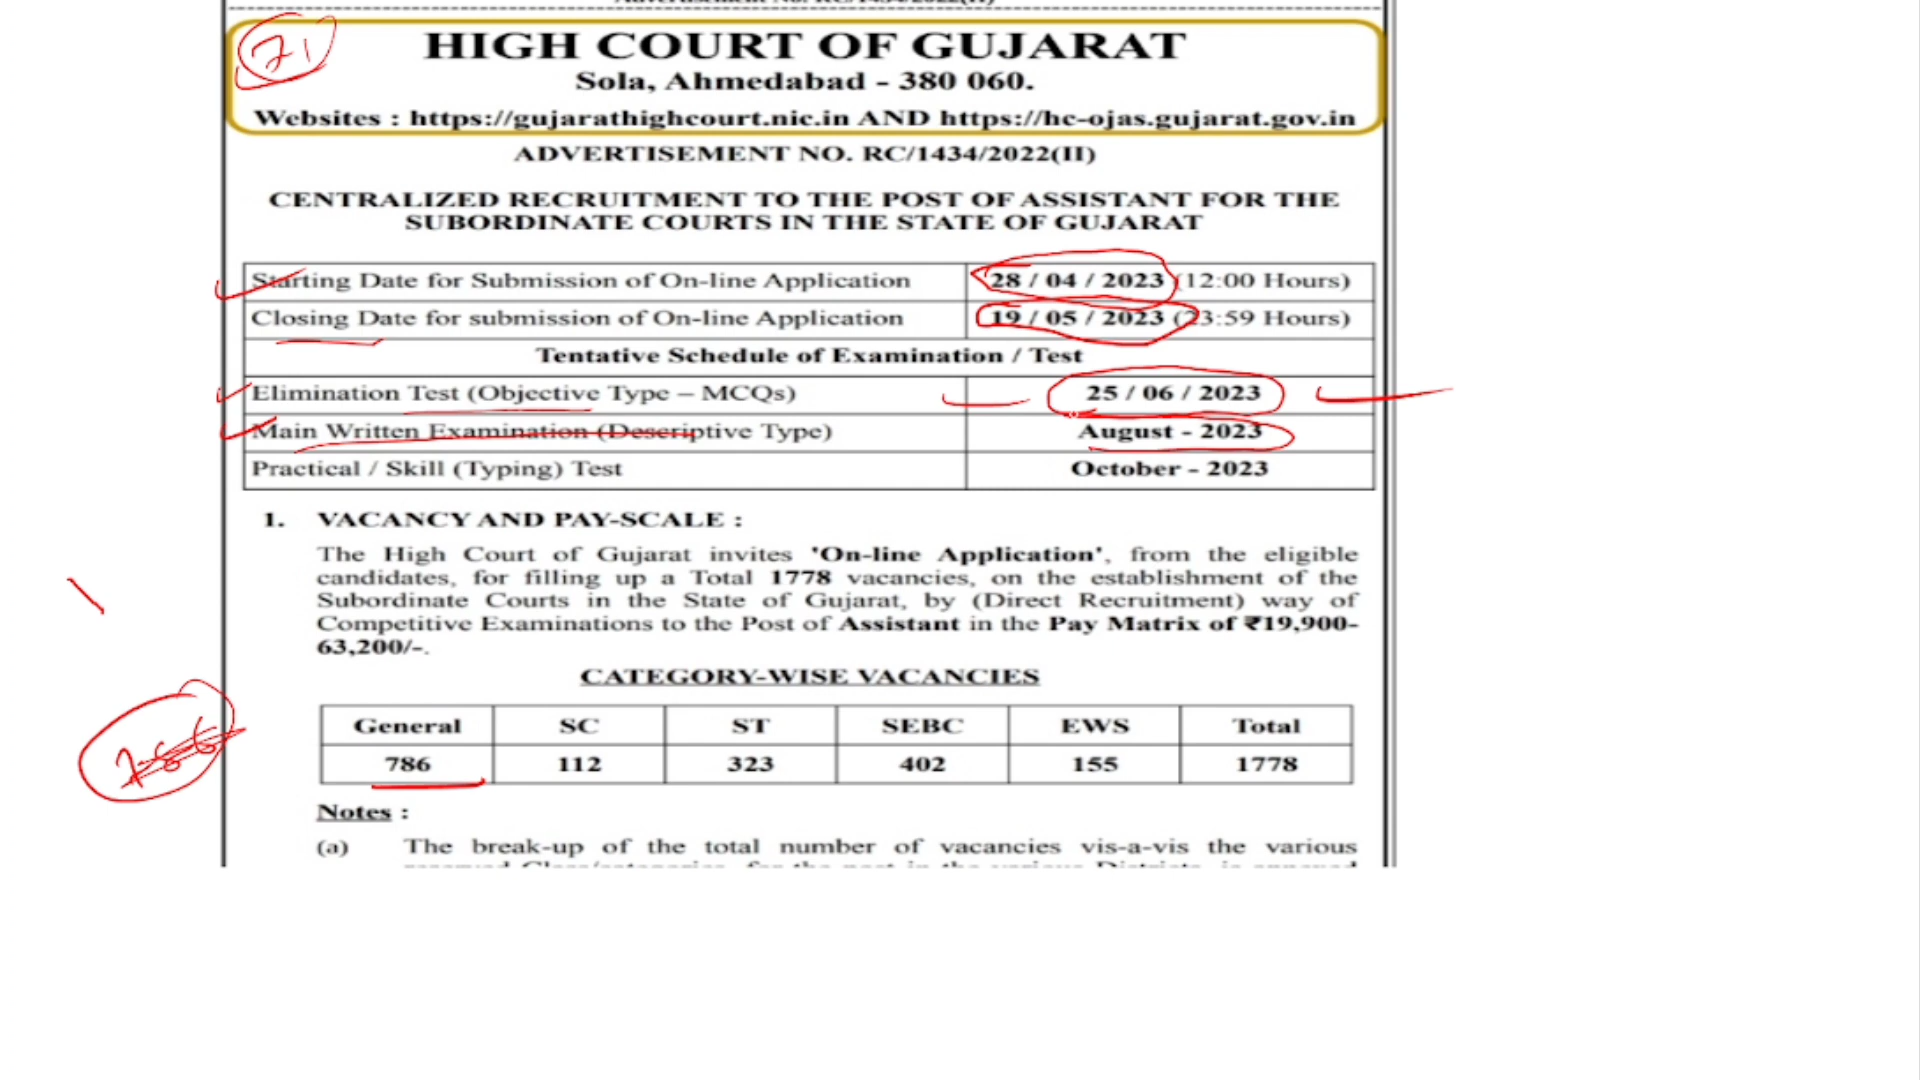 71
HIGH COURT OF GUJARAT
Sola, Ahmedabad - 380 060.
Websites : https://gujarathighcourt.nic.in AND https://hc-ojas.gujarat.gov.in
ADVERTISEMENT NO. RC/1434/2022(II)
CENTRALIZED RECRUITMENT TO THE POST OF ASSISTANT FOR THE
SUBORDINATE COURTS IN THE STATE OF GUJARAT
Starting Date for Submission of On-line Application 28 / 04 / 2023 (12:00 Hours)
Closing Date for submission of On-line Application 19 / 05 / 2023 (23:59 Hours)
Tentative Schedule of Examination / Test
Elimination Test (Objective Type – MCQs) 25 / 06 / 2023
Main Written Examination (Descriptive Type) August - 2023
Practical / Skill (Typing) Test October - 2023
1. VACANCY AND PAY-SCALE :
The High Court of Gujarat invites 'On-line Application', from the eligible
candidates, for filling up a Total 1778 vacancies, on the establishment of the
Subordinate Courts in the State of Gujarat, by (Direct Recruitment) way of
Competitive Examinations to the Post of Assistant in the Pay Matrix of ₹19,900-
63,200/-.
CATEGORY-WISE VACANCIES
General SC ST SEBC EWS Total
786 112 323 402 155 1778
786
Notes :
(a) The break-up of the total number of vacancies vis-a-vis the various